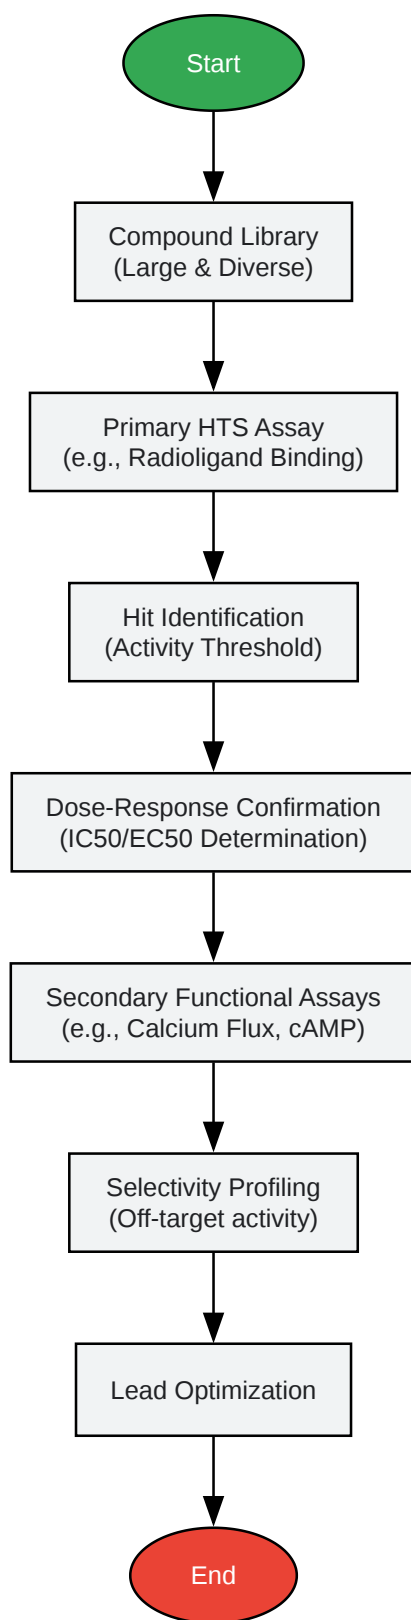 Start
Compound Library
(Large & Diverse)
Primary HTS Assay
(e.g., Radioligand Binding)
Hit Identification
(Activity Threshold)
Dose-Response Confirmation
(IC50/EC50 Determination)
Secondary Functional Assays
(e.g., Calcium Flux, cAMP)
Selectivity Profiling
(Off-target activity)
Lead Optimization
End